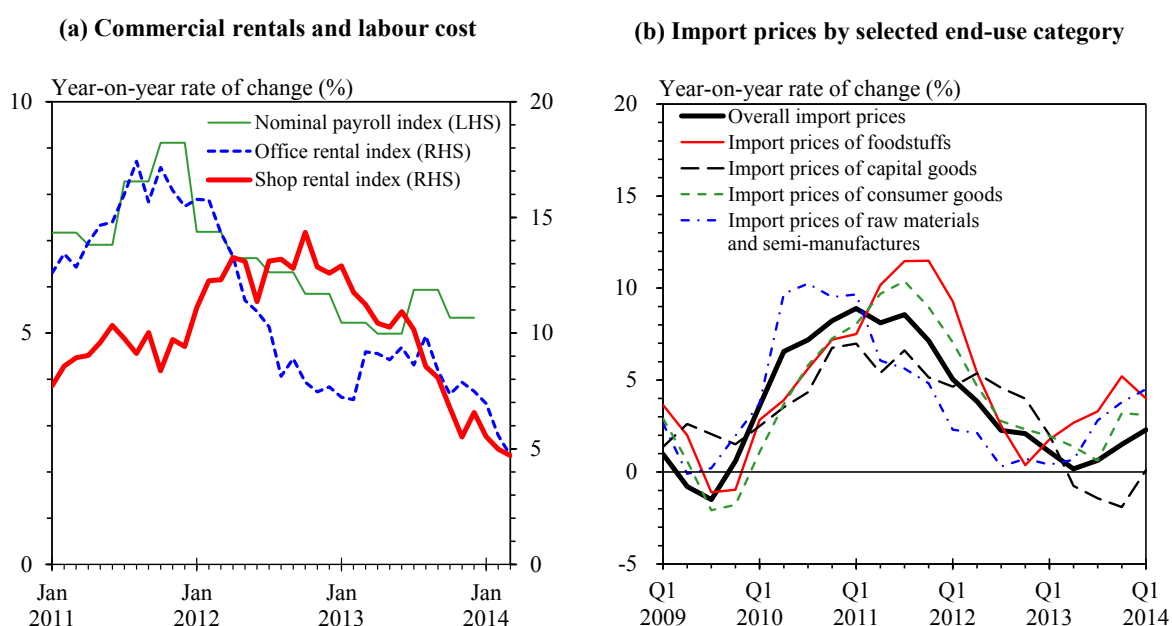 (a) Commercial rentals and labour cost
Year-on-year rate of change (%)
10
5
0
20
15
10
5
0
Nominal payroll index (LHS)
Office rental index (RHS)
Shop rental index (RHS)
Jan
2011
Jan
2012
Jan
2013
Jan
2014
(b) Import prices by selected end-use category
Year-on-year rate of change (%)
20
15
10
5
0
-5
Overall import prices
Import prices of foodstuffs
Import prices of capital goods
Import prices of consumer goods
Import prices of raw materials
and semi-manufactures
Q1
2009
Q1
2010
Q1
2011
Q1
2012
Q1
2013
Q1
2014